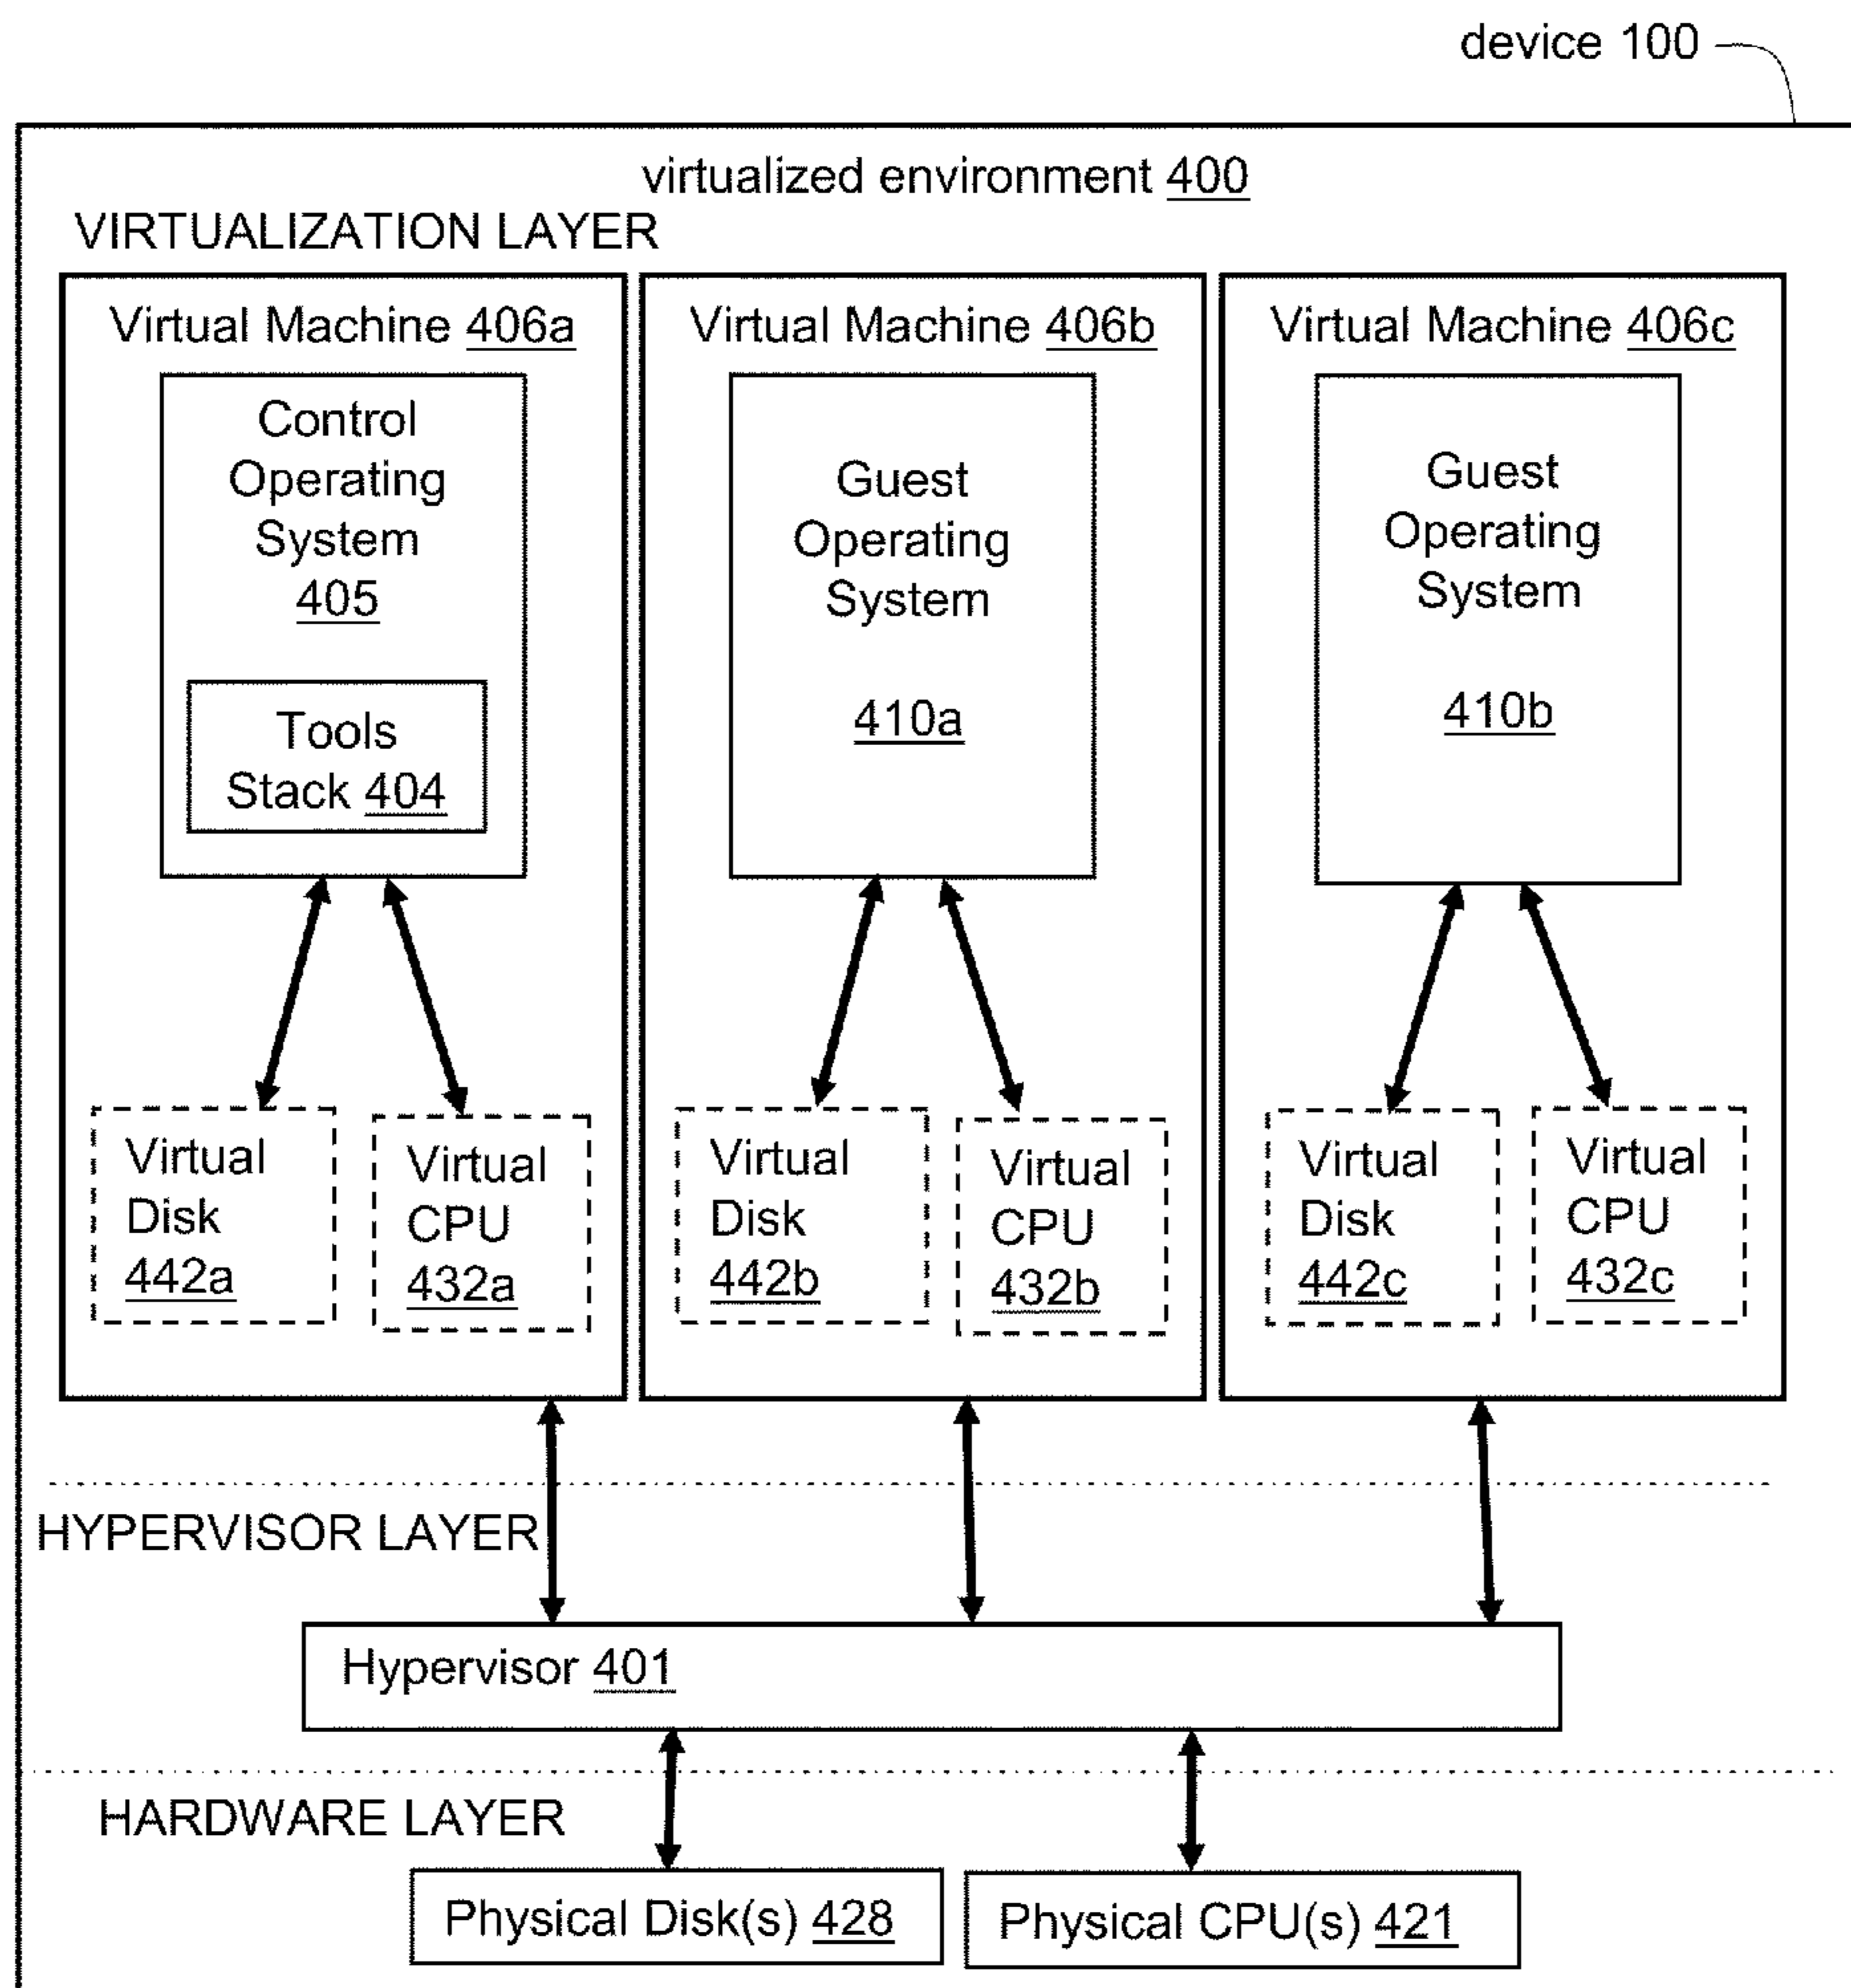 device 100
virtualized environment 400
VIRTUALIZATION LAYER
Virtual Machine 406a
Control
Operating
System
405
Tools
Stack 404
Virtual
Disk
442a
Virtual
CPU
432a
Virtual Machine 406b
Guest
Operating
System
410a
Virtual
Disk
442b
Virtual
CPU
432b
Virtual Machine 406c
Guest
Operating
System
410b
Virtual
Disk
442c
Virtual
CPU
432c
HYPERVISOR LAYER
Hypervisor 401
HARDWARE LAYER
Physical Disk(s) 428
Physical CPU(s) 421